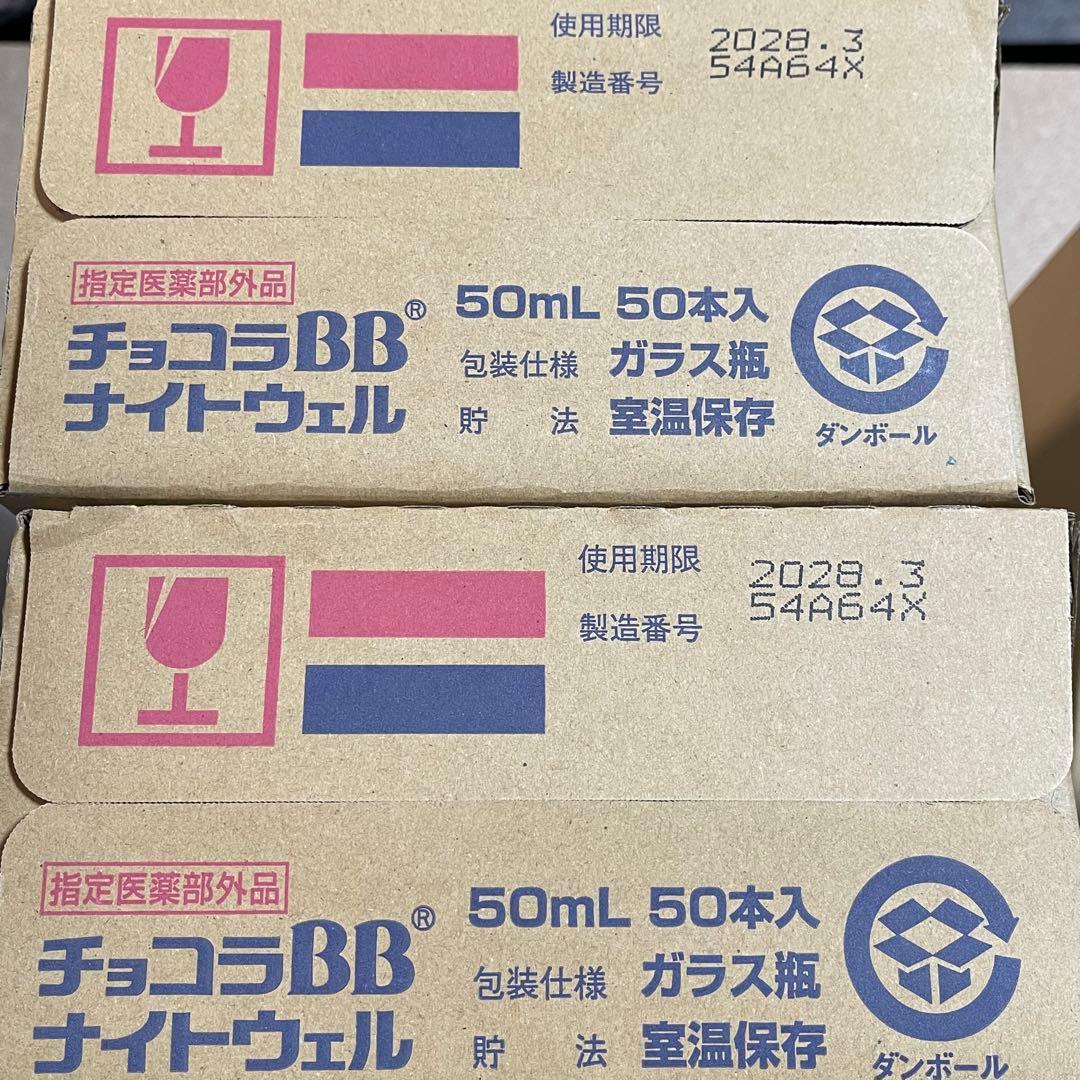 使用期限 2028.3
製造番号 54A64X
指定医薬部外品
チョコラBB®
ナイトウェル
50mL 50本入
包装仕様 ガラス瓶
貯 法 室温保存
ダンボール
使用期限 2028.3
製造番号 54A64X
指定医薬部外品
チョコラBB®
ナイトウェル
50mL 50本入
包装仕様 ガラス瓶
貯 法 室温保存
ダンボール